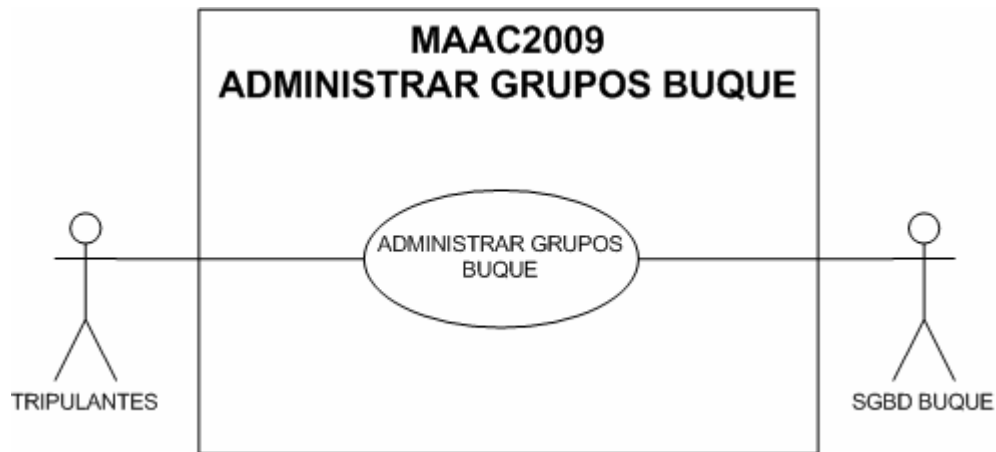 MAAC2009
ADMINISTRAR GRUPOS BUQUE
ADMINISTRAR GRUPOS
BUQUE
TRIPULANTES
SGBD BUQUE